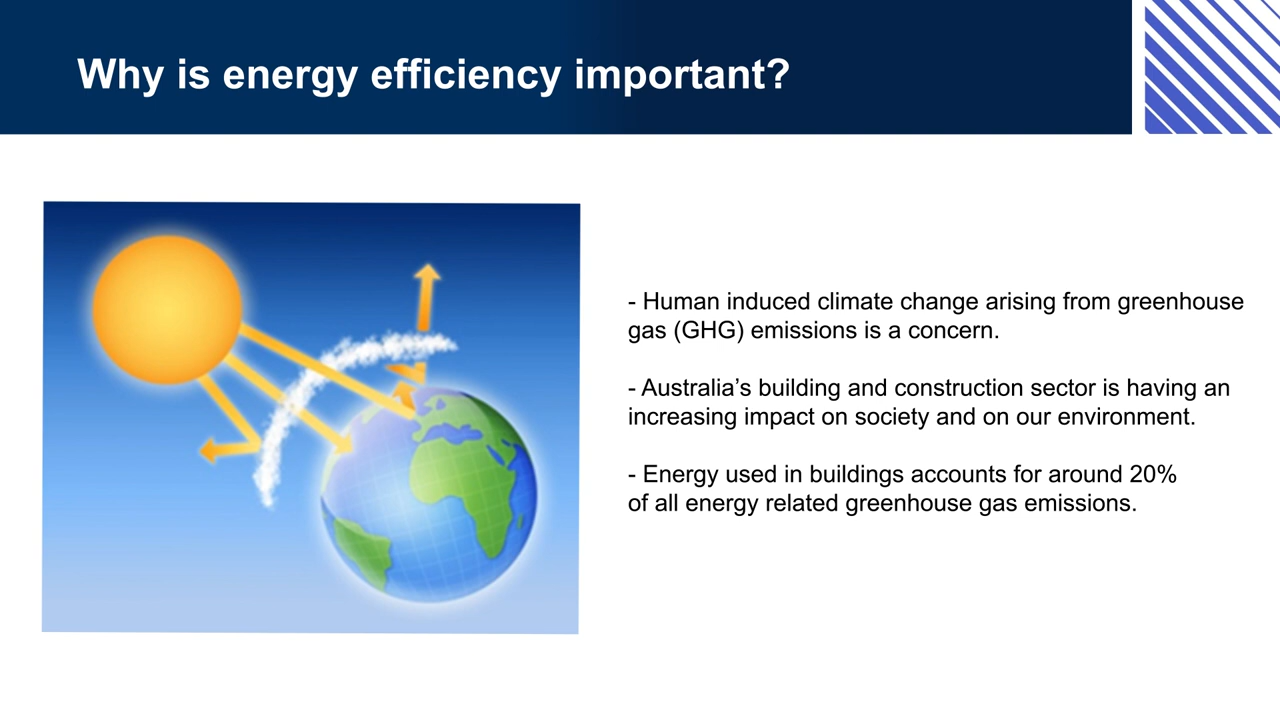 Why is energy efficiency important?
- Human induced climate change arising from greenhouse
gas (GHG) emissions is a concern.
- Australia’s building and construction sector is having an
increasing impact on society and on our environment.
- Energy used in buildings accounts for around 20%
of all energy related greenhouse gas emissions.